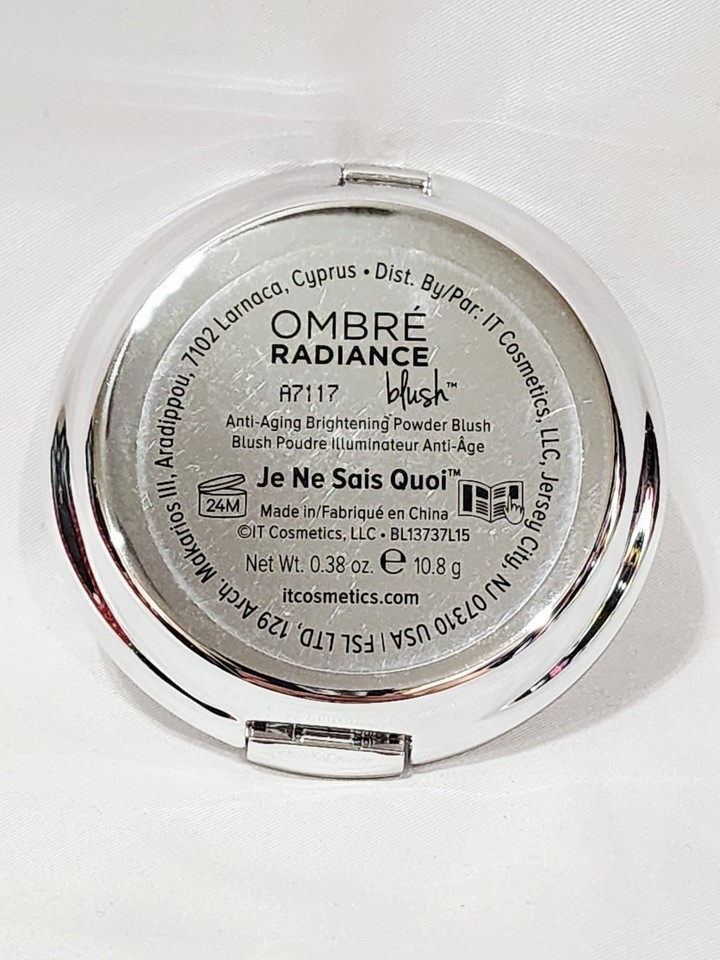 Dist. By/Par: IT Cosmetics, LLC, Jersey City, NJ 07310 USA | FSL LTD, 129 Arch. Makarios III, Aradippou, 7102 Larnaca, Cyprus •
OMBRÉ
RADIANCE
A7117 blush™
Anti-Aging Brightening Powder Blush
Blush Poudre Illuminateur Anti-Âge
Je Ne Sais Quoi™
24M
Made in/Fabriqué en China
©IT Cosmetics, LLC • BL13737L15
Net Wt. 0.38 oz. e 10.8 g
itcosmetics.com